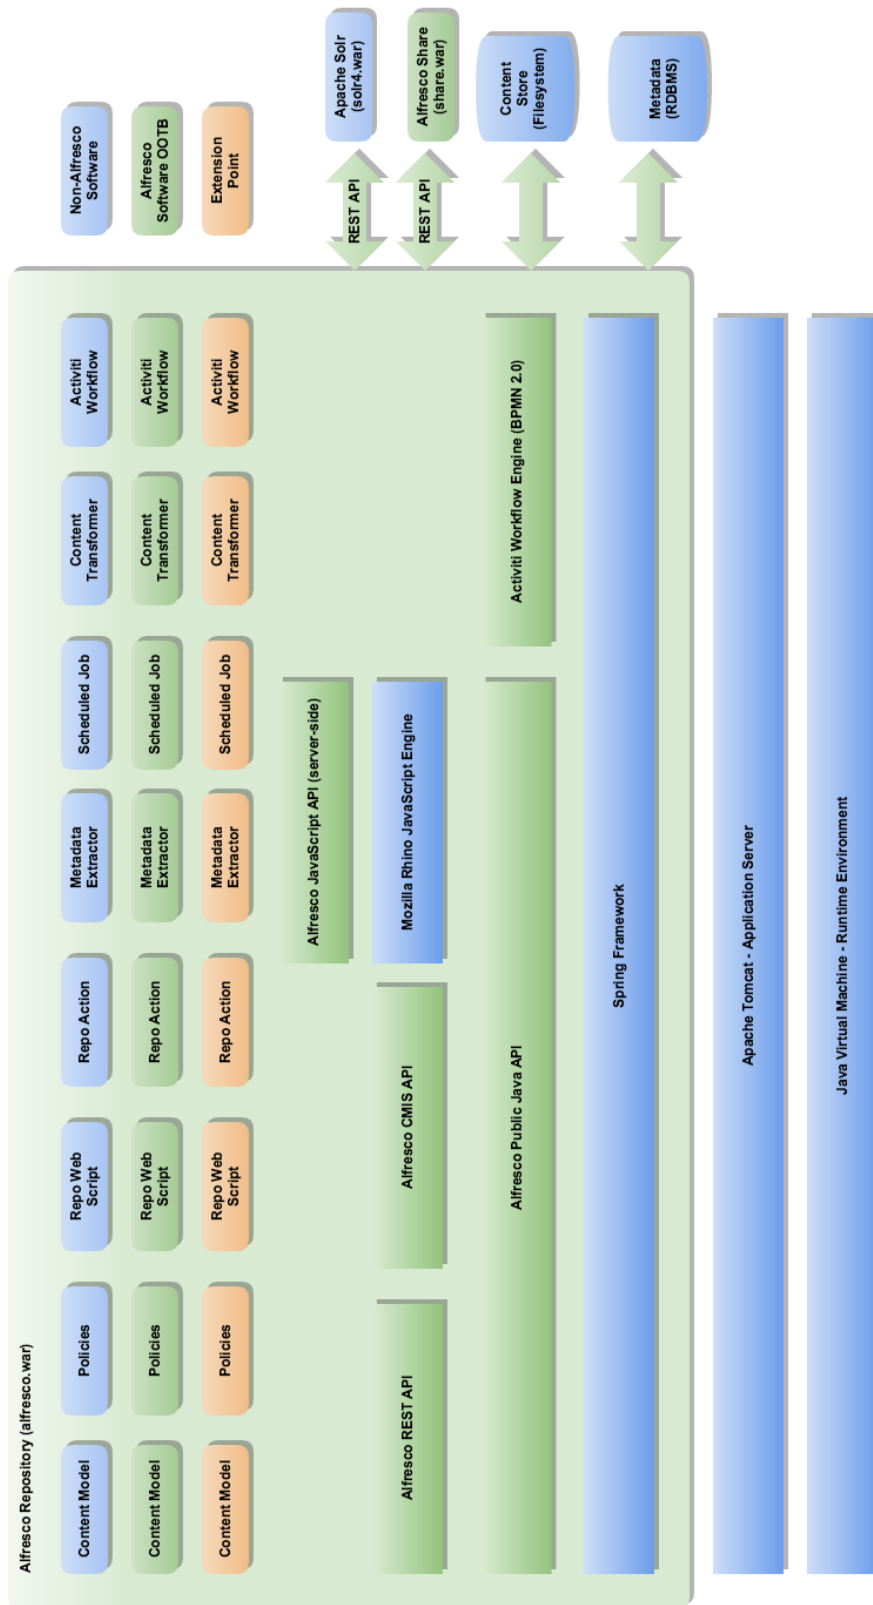 Alfresco Repository (alfresco.war)
Content Model
Policies
Repo Web
Script
Repo Action
Metadata
Extractor
Scheduled Job
Content
Transformer
Activiti
Workflow
Non-Alfresco
Software
Content Model
Policies
Repo Web
Script
Repo Action
Metadata
Extractor
Scheduled Job
Content
Transformer
Activiti
Workflow
Alfresco
Software OOTB
Content Model
Policies
Repo Web
Script
Repo Action
Metadata
Extractor
Scheduled Job
Content
Transformer
Activiti
Workflow
Extension
Point
Alfresco JavaScript API (server-side)
REST API
Apache Solr
(solr4.war)
Alfresco REST API
Alfresco CMIS API
Mozilla Rhino JavaScript Engine
REST API
Alfresco Share
(share.war)
Alfresco Public Java API
Activiti Workflow Engine (BPMN 2.0)
Content
Store
(Filesystem)
Spring Framework
Metadata
(RDBMS)
Apache Tomcat - Application Server
Java Virtual Machine - Runtime Environment